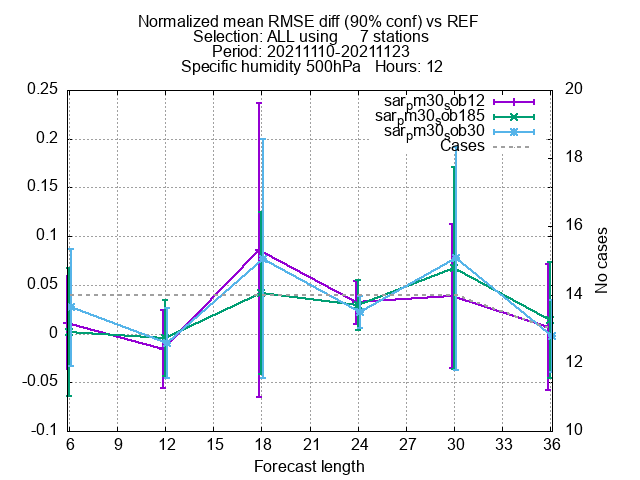 Normalized mean RMSE diff (90% conf) vs REF
Selection: ALL using     7 stations
Period: 20211110-20211123
Specific humidity 500hPa   Hours: 12
0.25
0.2
0.15
0.1
0.05
0
-0.05
-0.1
20
18
16
14
12
10
No cases
sarpm30sob12
sarpm30sob185
sarpm30sob30
Cases
6 9 12 15 18 21 24 27 30 33 36
Forecast length